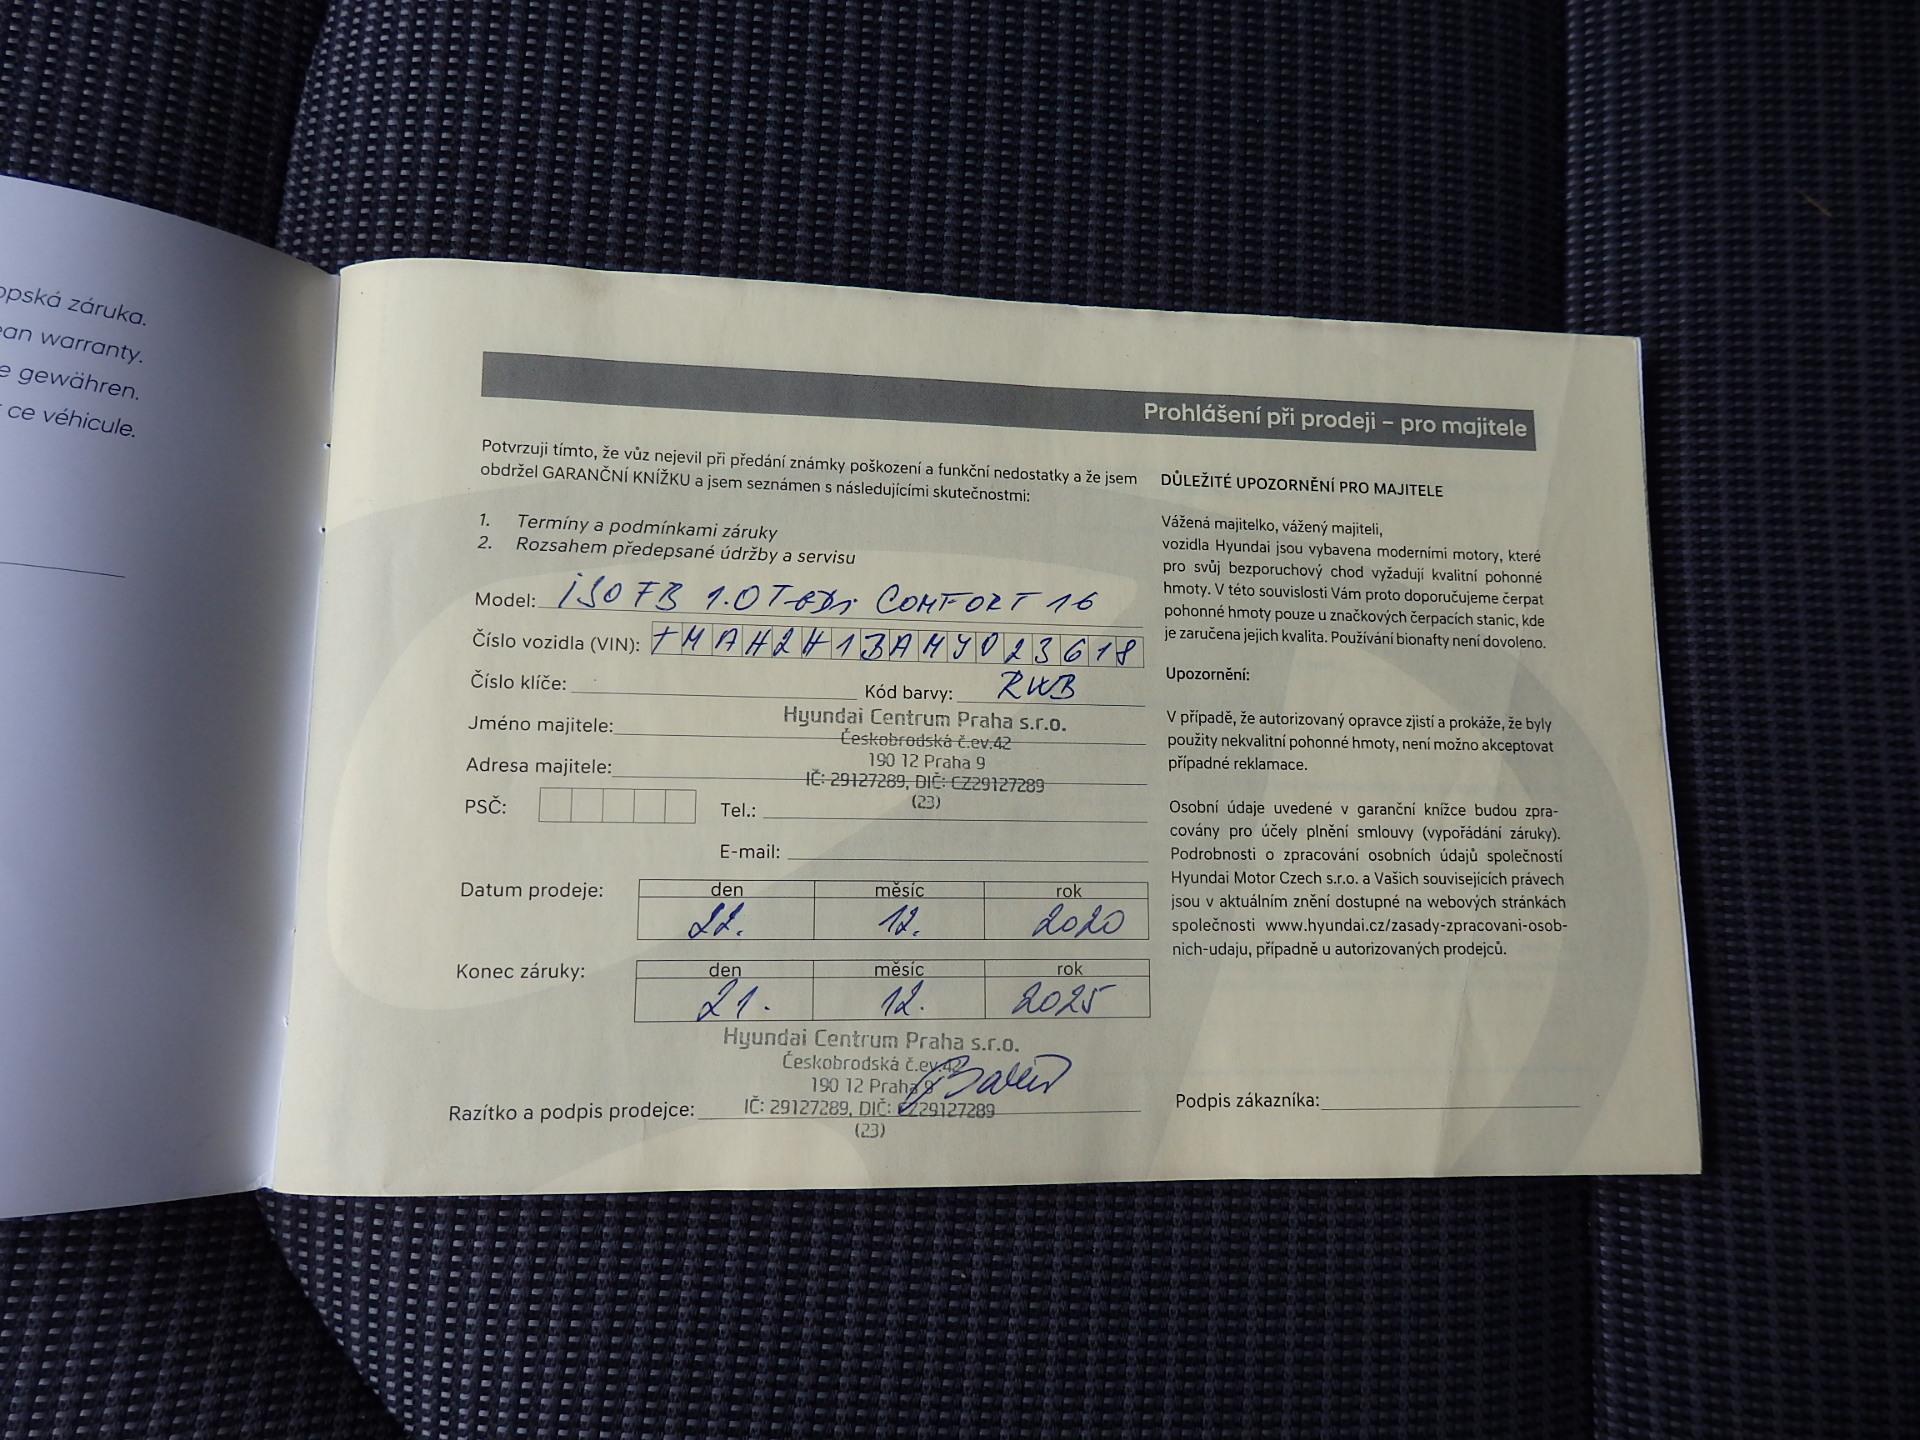 opská záruka.
ean warranty.
e gewähren.
ce véhicule.
Prohlášení při prodeji – pro majitele
Potvrzuji tímto, že vůz nejevil při předání známky poškození a funkční nedostatky a že jsem
obdržel GARANČNÍ KNÍŽKU a jsem seznámen s následujícími skutečnostmi:
1. Termíny a podmínkami záruky
2. Rozsahem předepsané údržby a servisu
Model: i30 FB 1.0 T-GDi COMFORT 16
Číslo vozidla (VIN): TMAH2H13AMJ023618
Číslo klíče: Kód barvy: RWB
Jméno majitele: Hyundai Centrum Praha s.r.o.
Českobrodská č.ev.42
Adresa majitele: 190 12 Praha 9
IČ: 29127289, DIČ: CZ29127289
(23)
PSČ: Tel.:
E-mail:
Datum prodeje: den měsíc rok
22. 12. 2020
Konec záruky: den měsíc rok
21. 12. 2025
Hyundai Centrum Praha s.r.o.
Českobrodská č.ev.42
190 12 Praha 9
Razítko a podpis prodejce: IČ: 29127289, DIČ: CZ29127289
(23)
DŮLEŽITÉ UPOZORNĚNÍ PRO MAJITELE
Vážená majitelko, vážený majiteli,
vozidla Hyundai jsou vybavena moderními motory, které
pro svůj bezporuchový chod vyžadují kvalitní pohonné
hmoty. V této souvislosti Vám proto doporučujeme čerpat
pohonné hmoty pouze u značkových čerpacích stanic, kde
je zaručena jejich kvalita. Používání bionafty není dovoleno.
Upozornění:
V případě, že autorizovaný opravce zjistí a prokáže, že byly
použity nekvalitní pohonné hmoty, není možno akceptovat
případné reklamace.
Osobní údaje uvedené v garanční knížce budou zpra-
covány pro účely plnění smlouvy (vypořádání záruky).
Podrobnosti o zpracování osobních údajů společností
Hyundai Motor Czech s.r.o. a Vašich souvisejících právech
jsou v aktuálním znění dostupné na webových stránkách
společnosti www.hyundai.cz/zasady-zpracovani-osob-
nich-udaju, případně u autorizovaných prodejců.
Podpis zákazníka: